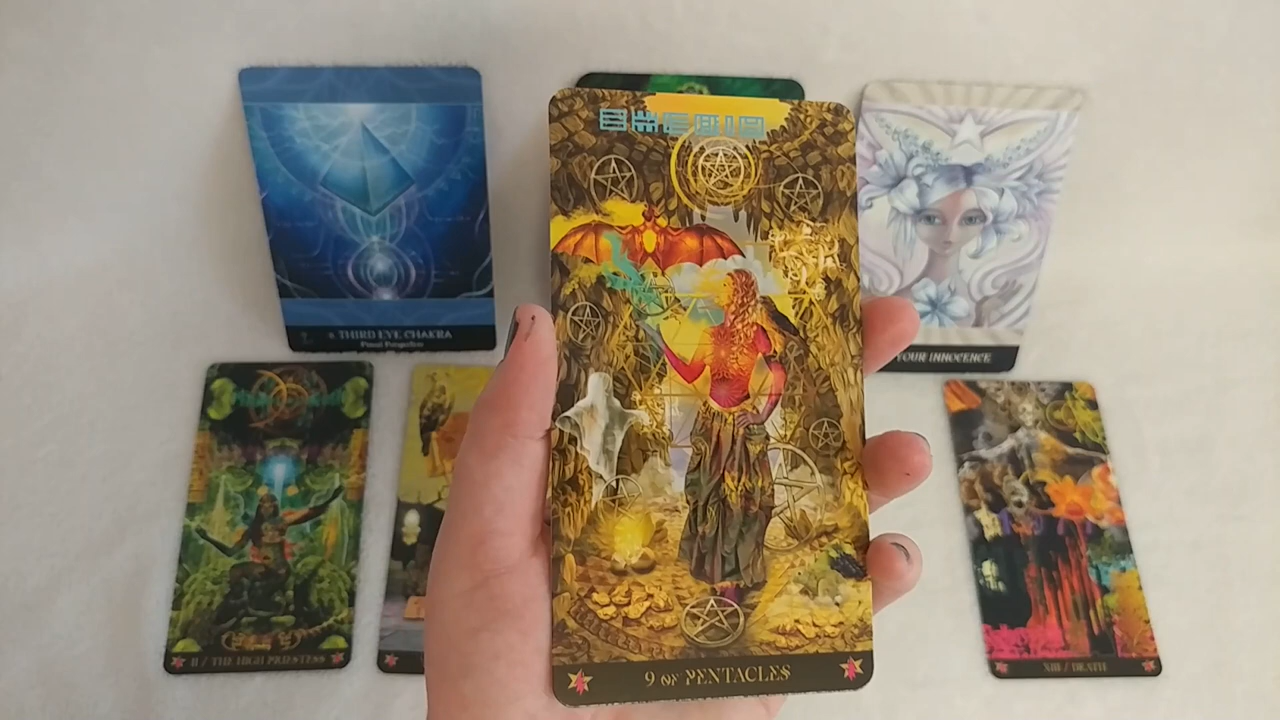 THIRD EYE CHAKRA
YOUR INNOCENCE
II / THE HIGH PRIESTESS
9 OF PENTACLES
XIII / DEATH